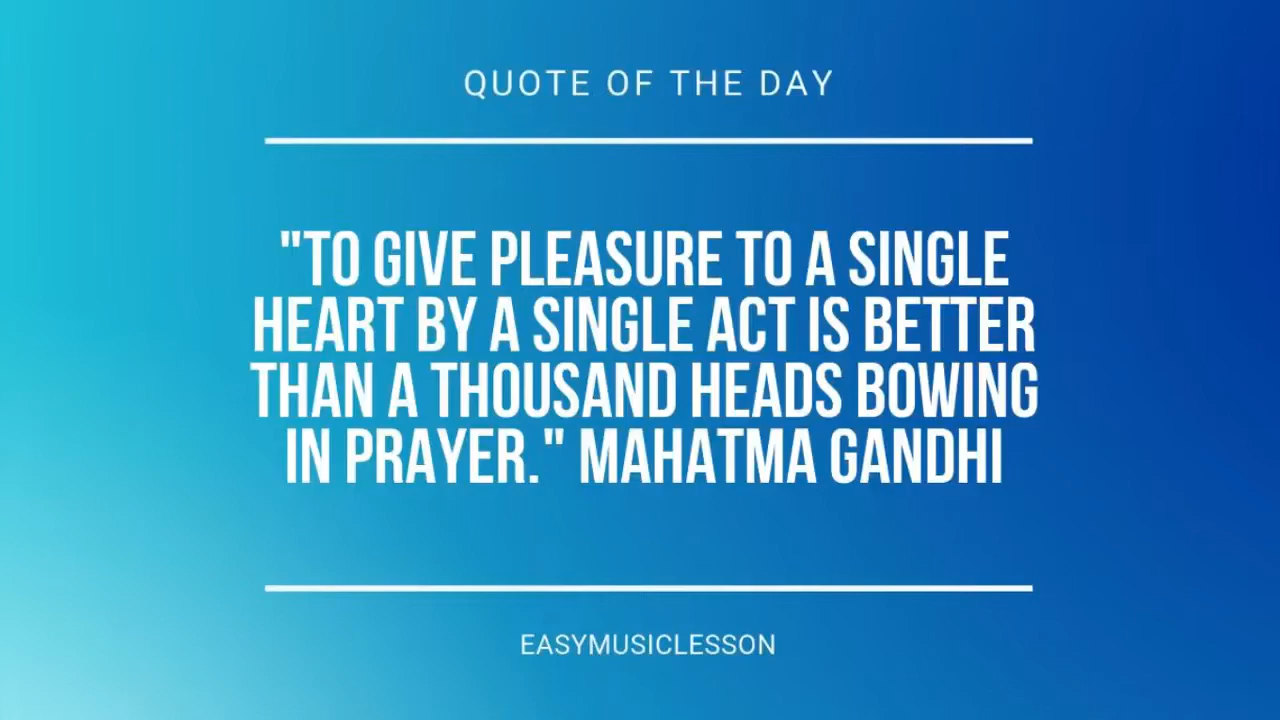 QUOTE OF THE DAY
"TO GIVE PLEASURE TO A SINGLE
HEART BY A SINGLE ACT IS BETTER
THAN A THOUSAND HEADS BOWING
IN PRAYER." MAHATMA GANDHI
EASYMUSICLESSON